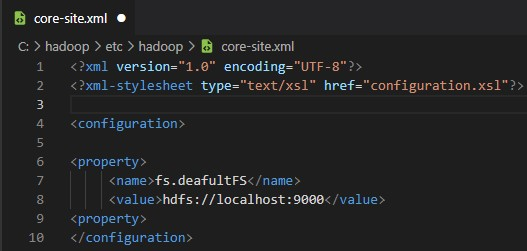 core-site.xml
C: > hadoop > etc > hadoop > core-site.xml
1 <?xml version="1.0" encoding="UTF-8"?>
2 <?xml-stylesheet type="text/xsl" href="configuration.xsl"?>
3
4 <configuration>
5
6 <property>
7 <name>fs.deafultFS</name>
8 <value>hdfs://localhost:9000</value>
9 <property>
10 </configuration>